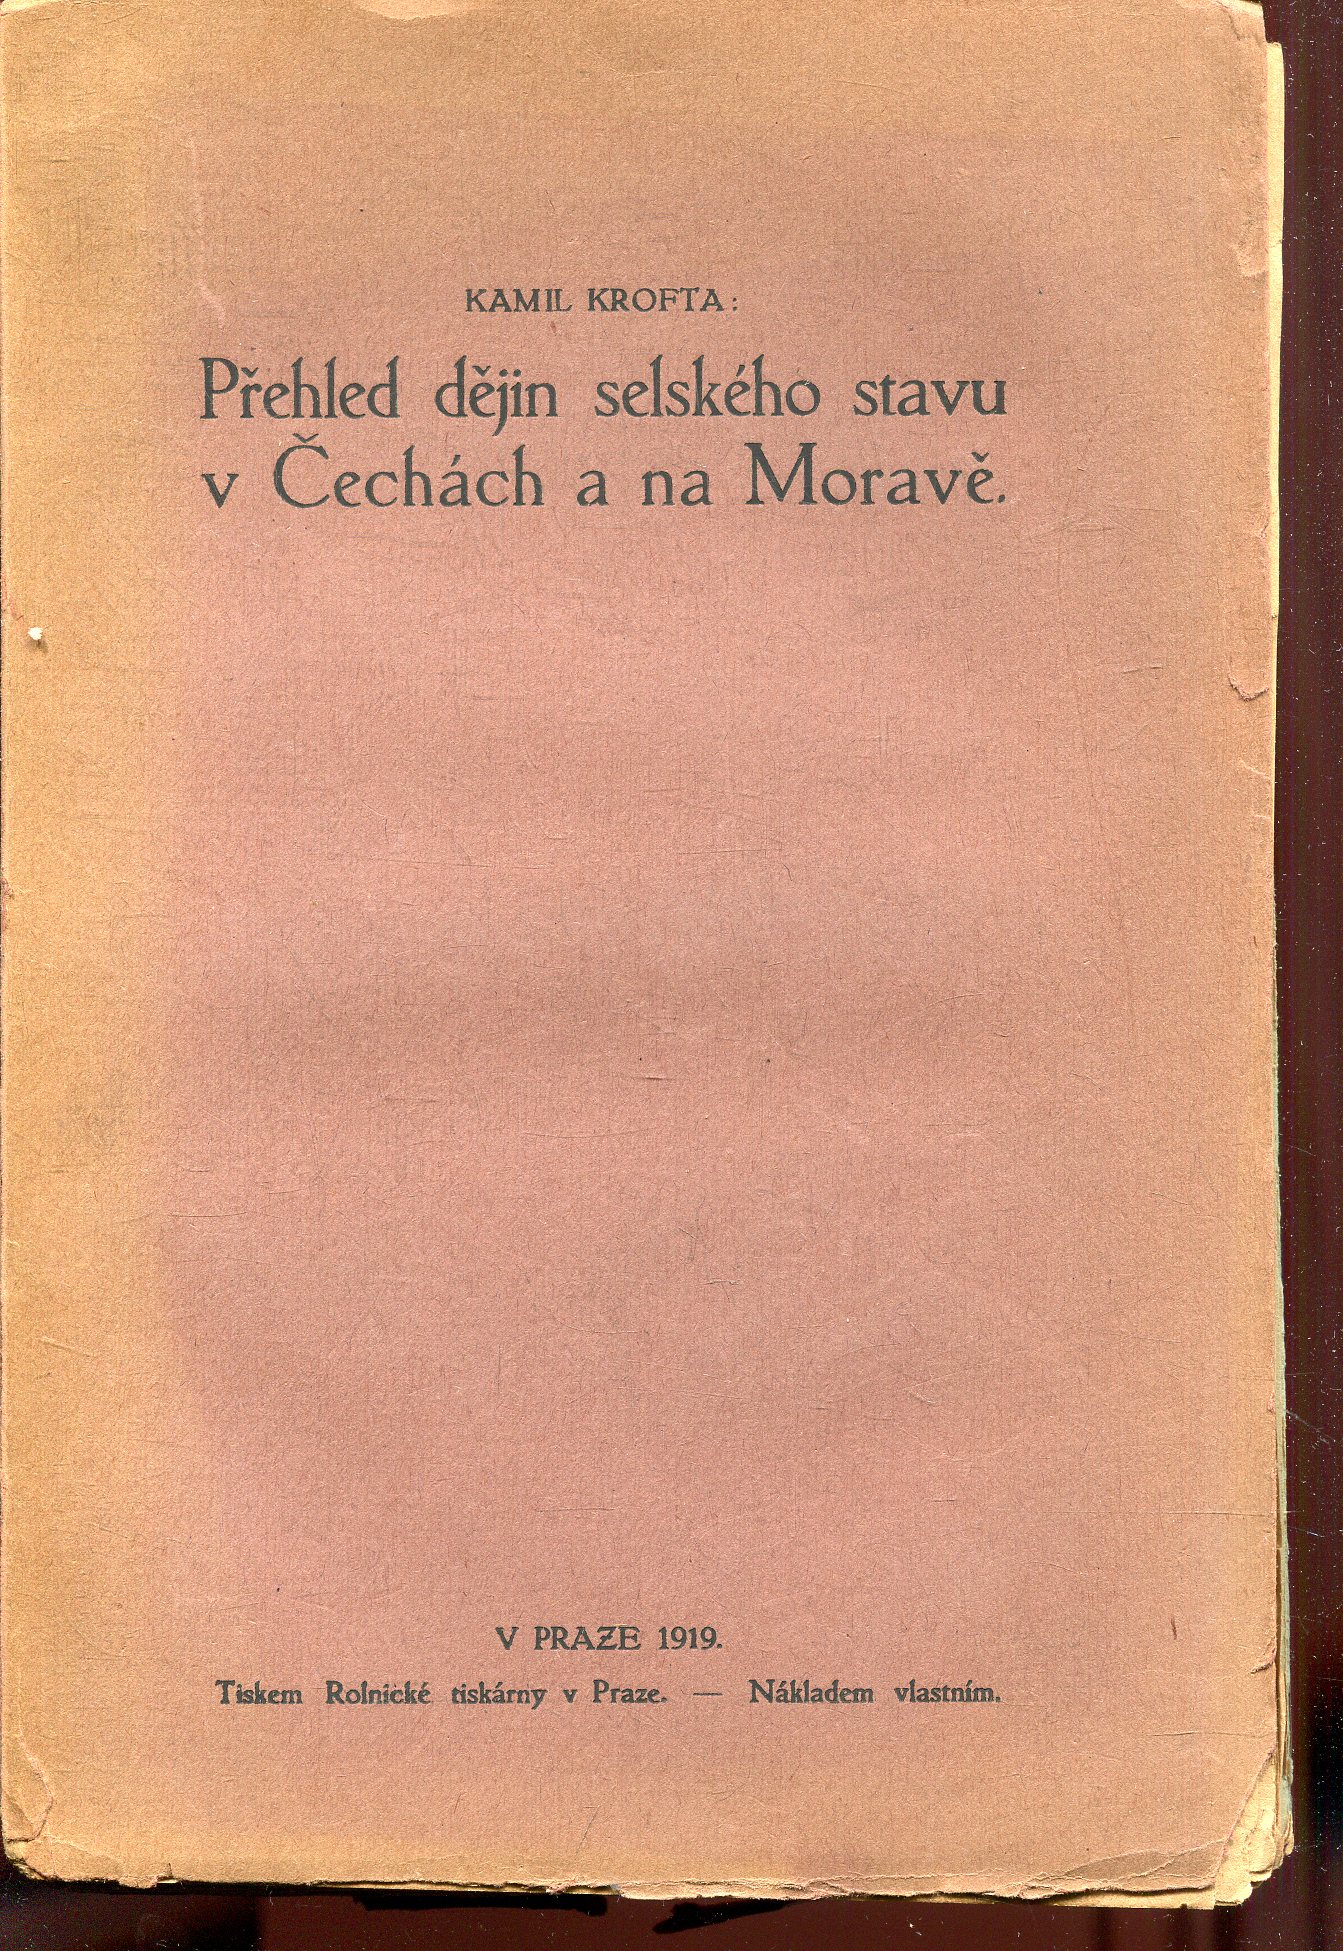 KAMIL KROFTA:
Přehled dějin selského stavu
v Čechách a na Moravě.
V PRAZE 1919.
Tiskem Rolnické tiskárny v Praze. — Nákladem vlastním.